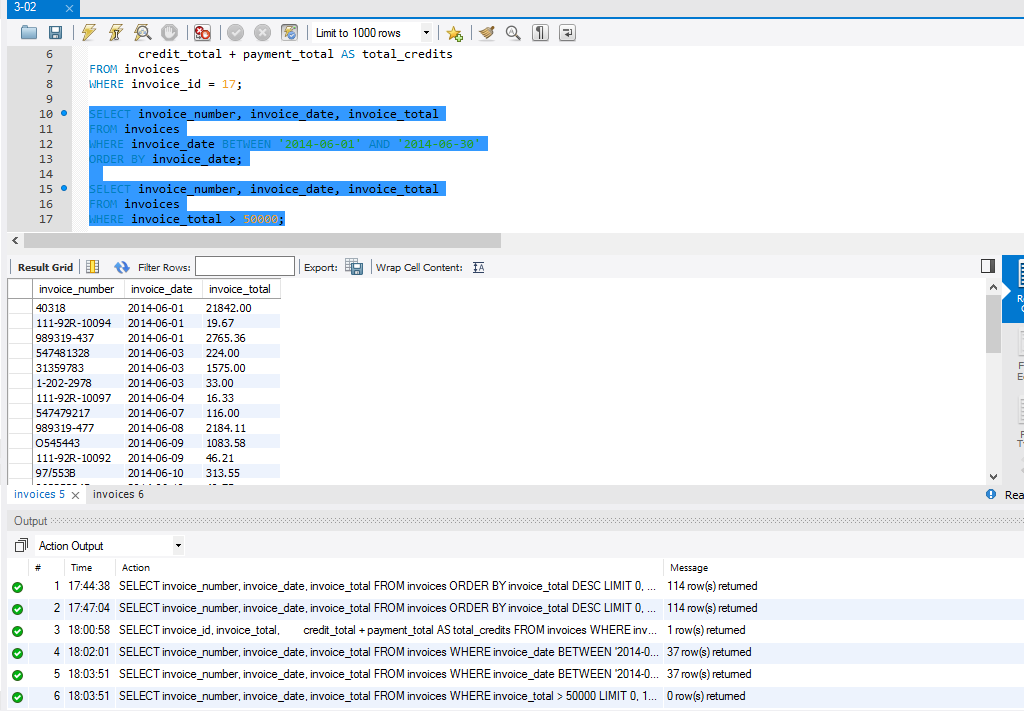 3-02
Limit to 1000 rows
6 credit_total + payment_total AS total_credits
7 FROM invoices
8 WHERE invoice_id = 17;
9
10 SELECT invoice_number, invoice_date, invoice_total
11 FROM invoices
12 WHERE invoice_date BETWEEN '2014-06-01' AND '2014-06-30'
13 ORDER BY invoice_date;
14
15 SELECT invoice_number, invoice_date, invoice_total
16 FROM invoices
17 WHERE invoice_total > 50000;
Result Grid Filter Rows: Export: Wrap Cell Content:
invoice_number invoice_date invoice_total
40318 2014-06-01 21842.00
111-92R-10094 2014-06-01 19.67
989319-437 2014-06-01 2765.36
547481328 2014-06-03 224.00
31359783 2014-06-03 1575.00
1-202-2978 2014-06-03 33.00
111-92R-10097 2014-06-04 16.33
547479217 2014-06-07 116.00
989319-477 2014-06-08 2184.11
O545443 2014-06-09 1083.58
111-92R-10092 2014-06-09 46.21
97/553B 2014-06-10 313.55
invoices 5 invoices 6 Rea
Output
Action Output
# Time Action Message
1 17:44:38 SELECT invoice_number, invoice_date, invoice_total FROM invoices ORDER BY invoice_total DESC LIMIT 0, ... 114 row(s) returned
2 17:47:04 SELECT invoice_number, invoice_date, invoice_total FROM invoices ORDER BY invoice_total DESC LIMIT 0, ... 114 row(s) returned
3 18:00:58 SELECT invoice_id, invoice_total, credit_total + payment_total AS total_credits FROM invoices WHERE inv... 1 row(s) returned
4 18:02:01 SELECT invoice_number, invoice_date, invoice_total FROM invoices WHERE invoice_date BETWEEN '2014-0... 37 row(s) returned
5 18:03:51 SELECT invoice_number, invoice_date, invoice_total FROM invoices WHERE invoice_date BETWEEN '2014-0... 37 row(s) returned
6 18:03:51 SELECT invoice_number, invoice_date, invoice_total FROM invoices WHERE invoice_total > 50000 LIMIT 0, 1... 0 row(s) returned